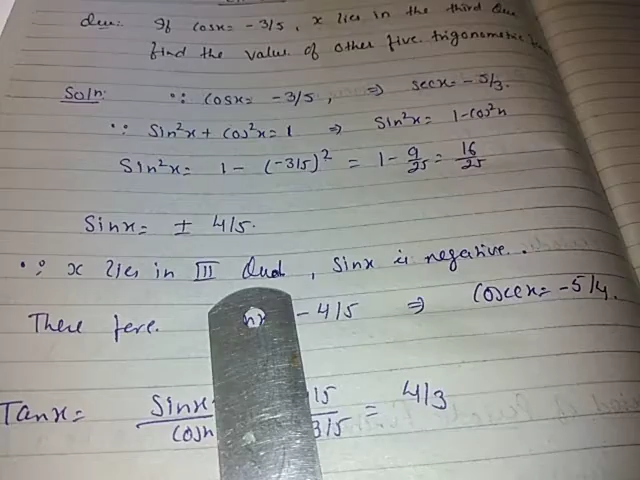 Que: If cosx = -3/5, x lies in the third
find the value of other five trigonometric
Soln: ∵ cosx = -3/5, ⇒ secx = -5/3.
∵ Sin²x + cos²x = 1 ⇒ Sin²x = 1-cos²x
Sin²x = 1 - (-3/5)² = 1 - 9/25 = 16/25
Sinx = ± 4/5.
∵ x lies in III Quad, Sinx is negative.
There fore. nx -4/5 ⇒ Cosecx = -5/4.
Tanx = Sinx/cosx /5/3/5 = 4/3